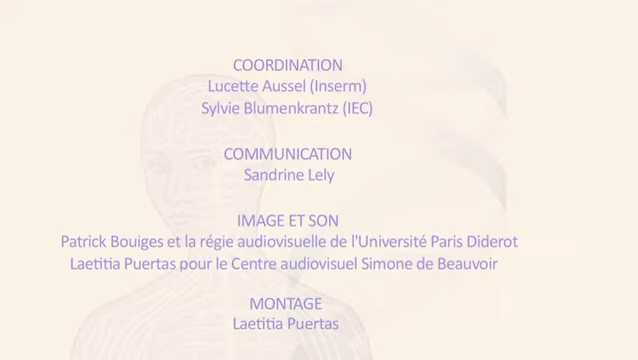 COORDINATION
Lucette Aussel (Inserm)
Sylvie Blumenkrantz (IEC)
COMMUNICATION
Sandrine Lely
IMAGE ET SON
Patrick Bouiges et la régie audiovisuelle de l'Université Paris Diderot
Laetitia Puertas pour le Centre audiovisuel Simone de Beauvoir
MONTAGE
Laetitia Puertas